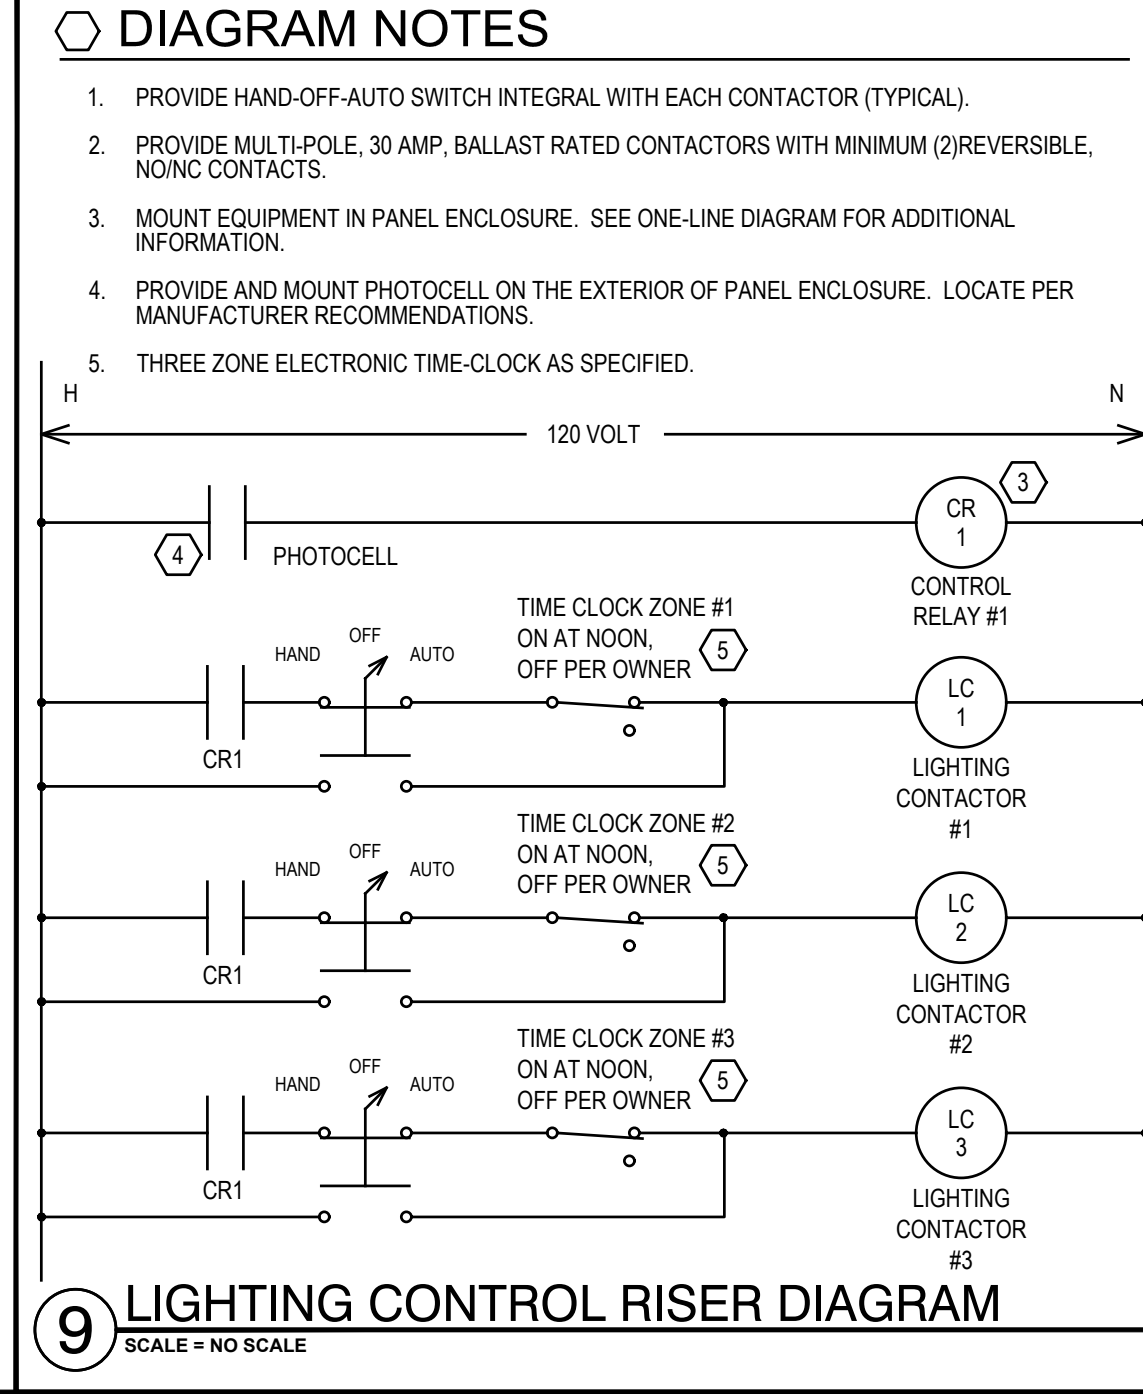 DIAGRAM NOTES
1. PROVIDE HAND-OFF-AUTO SWITCH INTEGRAL WITH EACH CONTACTOR (TYPICAL).
2. PROVIDE MULTI-POLE, 30 AMP, BALLAST RATED CONTACTORS WITH MINIMUM (2)REVERSIBLE,
NO/NC CONTACTS.
3. MOUNT EQUIPMENT IN PANEL ENCLOSURE. SEE ONE-LINE DIAGRAM FOR ADDITIONAL
INFORMATION.
4. PROVIDE AND MOUNT PHOTOCELL ON THE EXTERIOR OF PANEL ENCLOSURE. LOCATE PER
MANUFACTURER RECOMMENDATIONS.
5. THREE ZONE ELECTRONIC TIME-CLOCK AS SPECIFIED.
H
N
120 VOLT
4
PHOTOCELL
CR
1
3
CONTROL
RELAY #1
CR1
HAND
OFF
AUTO
TIME CLOCK ZONE #1
ON AT NOON,
OFF PER OWNER
5
LC
1
LIGHTING
CONTACTOR
#1
CR1
HAND
OFF
AUTO
TIME CLOCK ZONE #2
ON AT NOON,
OFF PER OWNER
5
LC
2
LIGHTING
CONTACTOR
#2
CR1
HAND
OFF
AUTO
TIME CLOCK ZONE #3
ON AT NOON,
OFF PER OWNER
5
LC
3
LIGHTING
CONTACTOR
#3
9
LIGHTING CONTROL RISER DIAGRAM
SCALE = NO SCALE